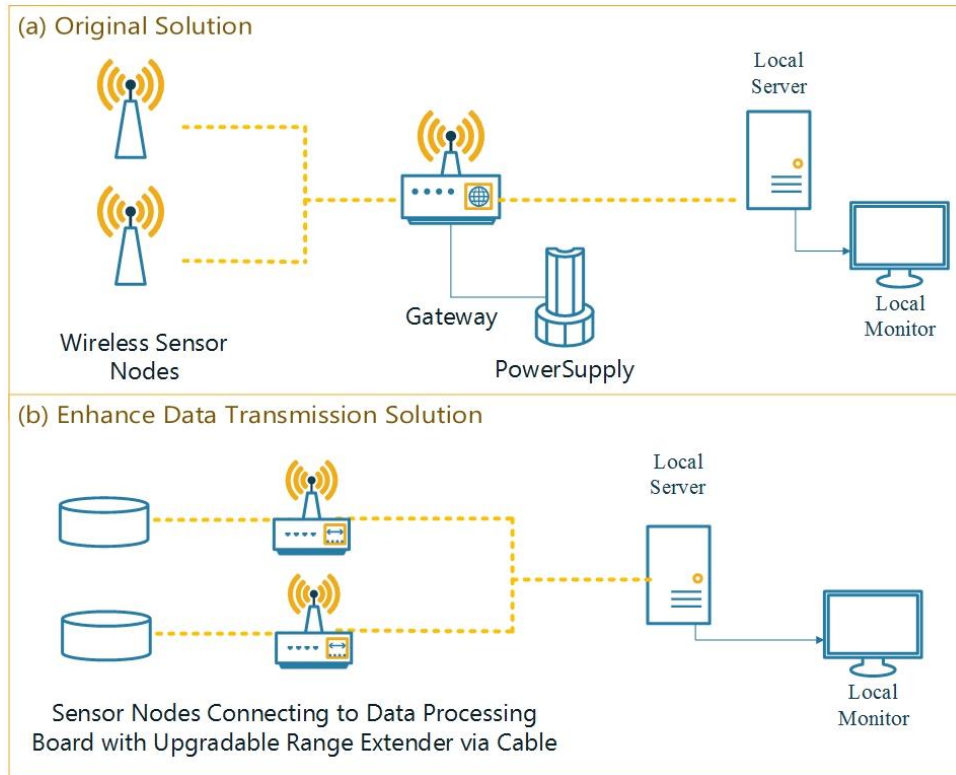 (a) Original Solution
Local
Server
Gateway
Local
Monitor
Wireless Sensor
Nodes
PowerSupply
(b) Enhance Data Transmission Solution
Local
Server
Local
Monitor
Sensor Nodes Connecting to Data Processing
Board with Upgradable Range Extender via Cable